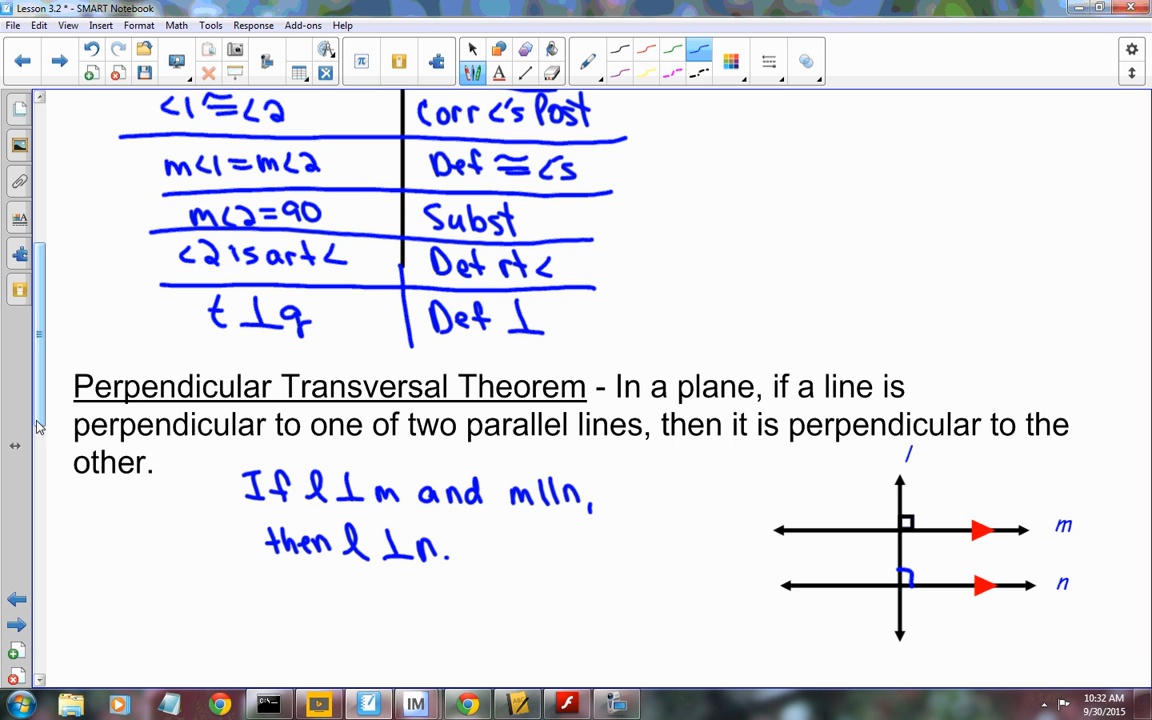 Lesson 3.2 * - SMART Notebook
File Edit View Insert Format Math Tools Response Add-ons Help
<1 ≅ <2 Corr <'s Post
m<1 = m<2 Def ≅ <s
m<2 = 90 Subst
<2 is a rt < Def rt <
t ⊥ q Def ⊥
Perpendicular Transversal Theorem - In a plane, if a line is
perpendicular to one of two parallel lines, then it is perpendicular to the
other.
l
If l ⊥ m and m || n,
then l ⊥ n.
m
n
IM
10:32 AM
9/30/2015